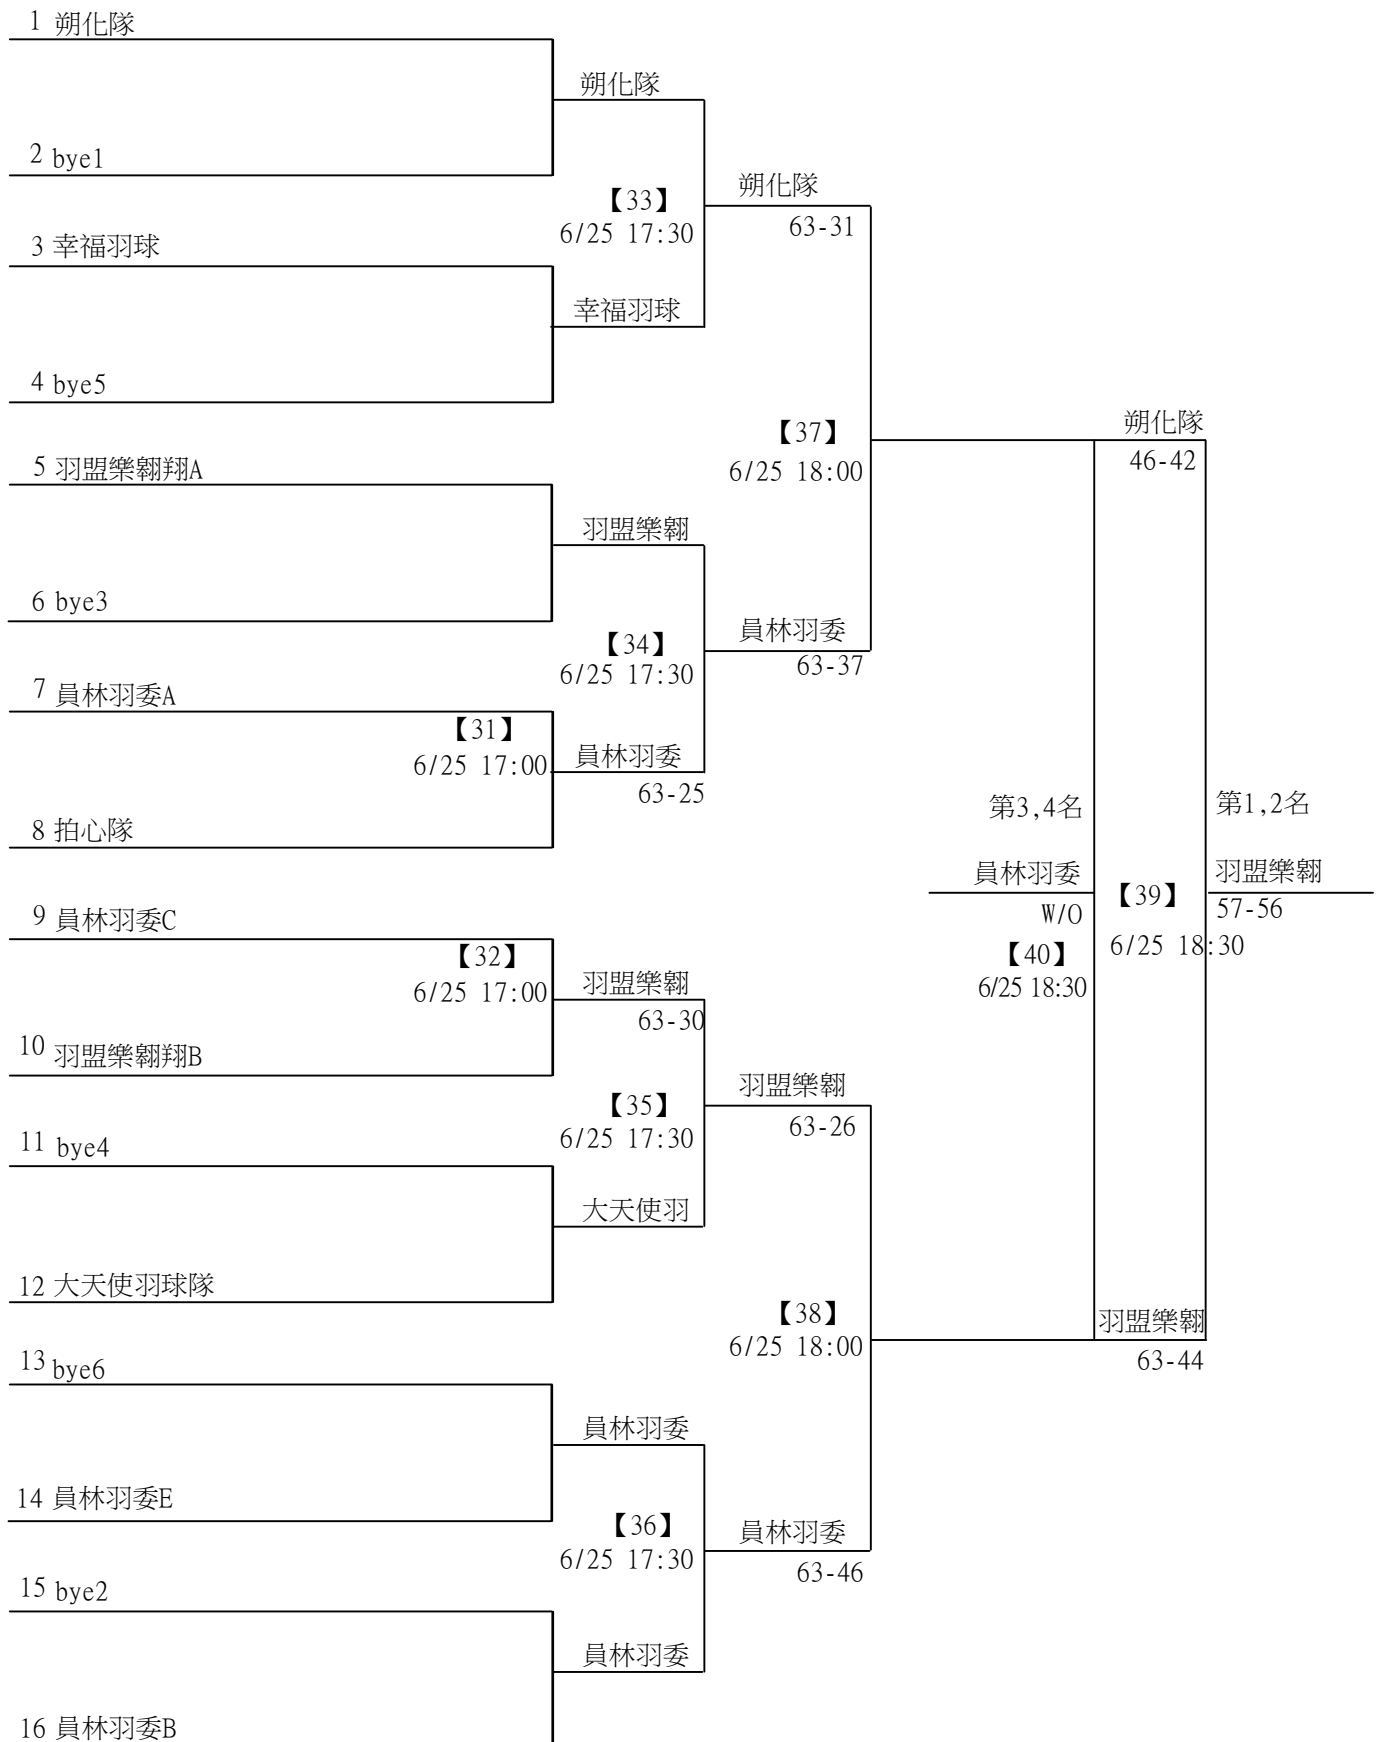 1 朔化隊
朔化隊
2 bye1
【33】
6/25 17:30
朔化隊
63-31
3 幸福羽球
幸福羽球
4 bye5
【37】
6/25 18:00
朔化隊
46-42
5 羽盟樂翱翔A
羽盟樂翱
6 bye3
【34】
6/25 17:30
員林羽委
63-37
7 員林羽委A
【31】
6/25 17:00
員林羽委
63-25
8 拍心隊
第3,4名
第1,2名
員林羽委
W/O
【40】
6/25 18:30
【39】
6/25 18:30
羽盟樂翱
57-56
9 員林羽委C
【32】
6/25 17:00
羽盟樂翱
63-30
10 羽盟樂翱翔B
【35】
6/25 17:30
羽盟樂翱
63-26
11 bye4
大天使羽
12 大天使羽球隊
【38】
6/25 18:00
羽盟樂翱
63-44
13 bye6
員林羽委
14 員林羽委E
【36】
6/25 17:30
員林羽委
63-46
15 bye2
員林羽委
16 員林羽委B